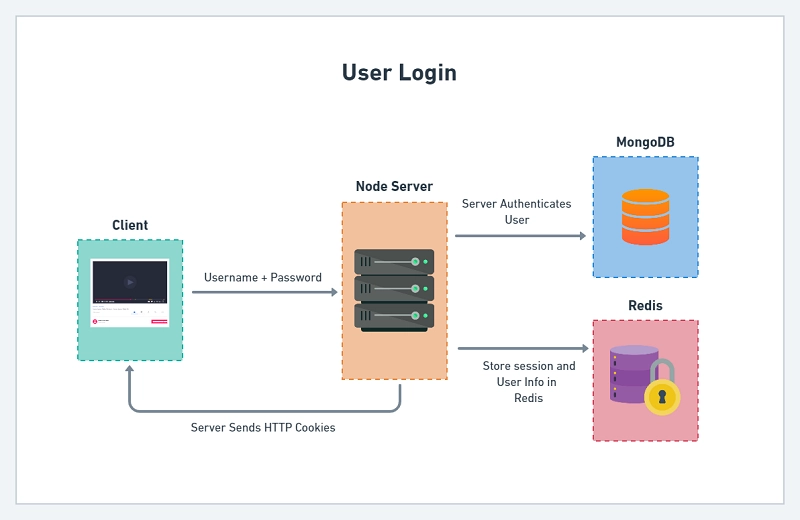 User Login
MongoDB
Node Server
Server Authenticates
User
Client
Username + Password
Redis
Store session and
User Info in
Redis
Server Sends HTTP Cookies